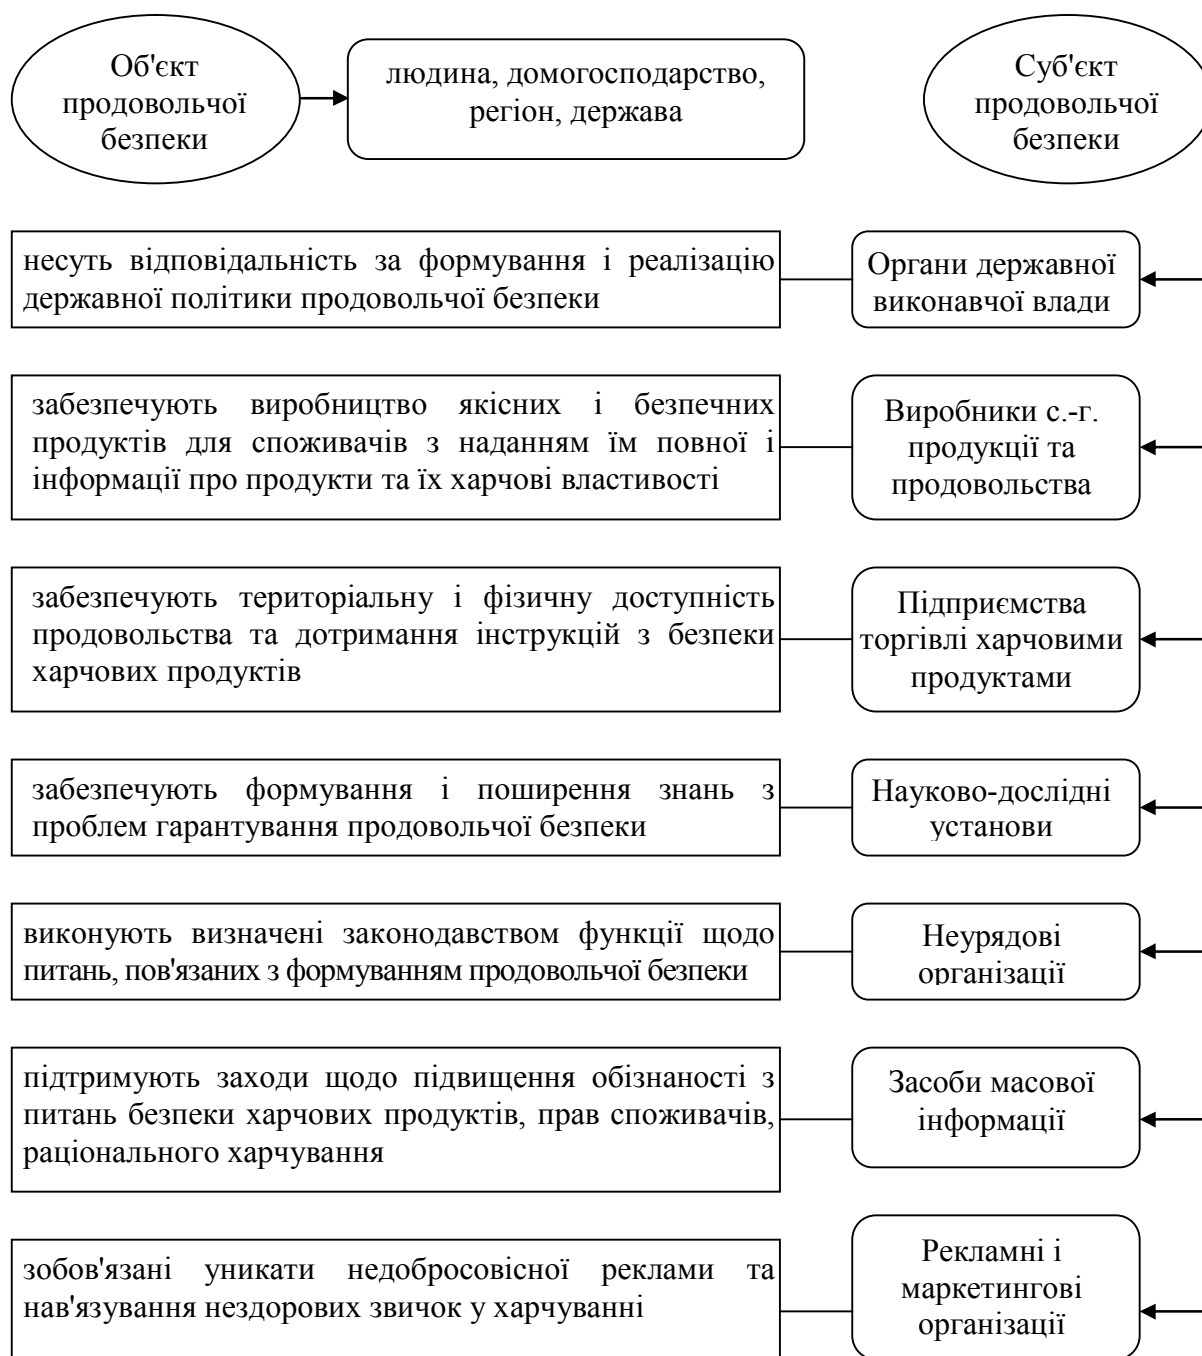 Об'єкт
продовольчої
безпеки
людина, домогосподарство,
регіон, держава
Суб'єкт
продовольчої
безпеки
несуть відповідальність за формування і реалізацію
державної політики продовольчої безпеки
Органи державної
виконавчої влади
забезпечують виробництво якісних і безпечних
продуктів для споживачів з наданням їм повної і
інформації про продукти та їх харчові властивості
Виробники с.-г.
продукції та
продовольства
забезпечують територіальну і фізичну доступність
продовольства та дотримання інструкцій з безпеки
харчових продуктів
Підприємства
торгівлі харчовими
продуктами
забезпечують формування і поширення знань з
проблем гарантування продовольчої безпеки
Науково-дослідні
установи
виконують визначені законодавством функції щодо
питань, пов'язаних з формуванням продовольчої безпеки
Неурядові
організації
підтримують заходи щодо підвищення обізнаності з
питань безпеки харчових продуктів, прав споживачів,
раціонального харчування
Засоби масової
інформації
зобов'язані уникати недобросовісної реклами та
нав'язування нездорових звичок у харчуванні
Рекламні і
маркетингові
організації